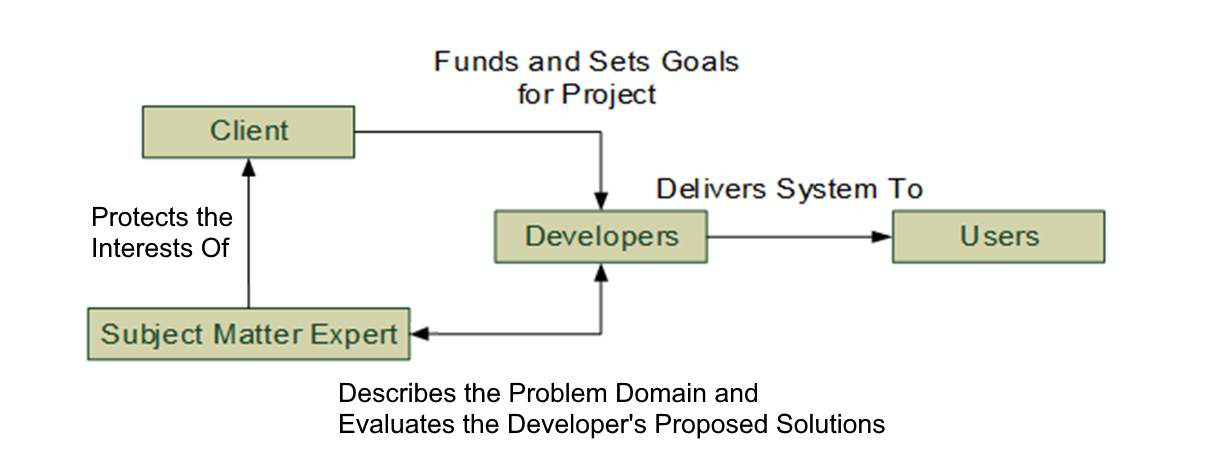 Funds and Sets Goals
for Project
Client
Delivers System To
Protects the
Interests Of
Developers
Users
Subject Matter Expert
Describes the Problem Domain and
Evaluates the Developer's Proposed Solutions